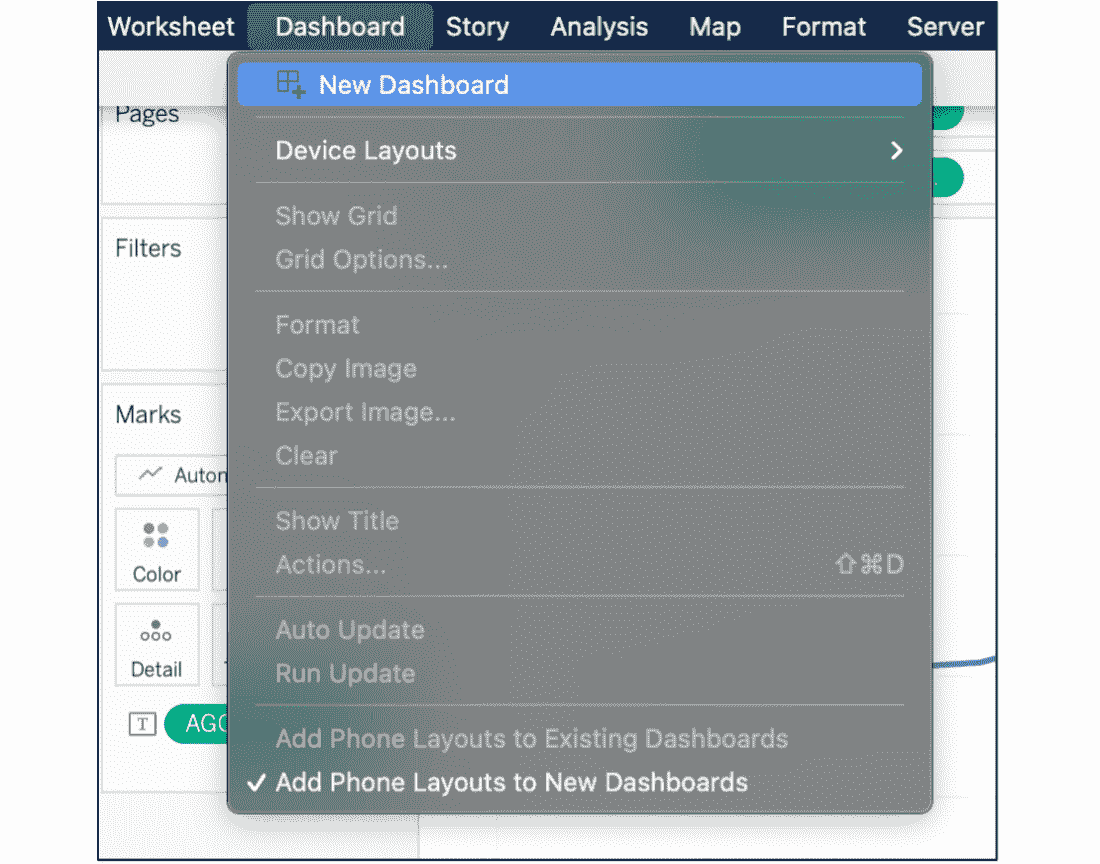 Worksheet Dashboard Story Analysis Map Format Server
New Dashboard
Pages
Device Layouts
Show Grid
Filters
Grid Options...
Format
Copy Image
Marks
Export Image...
Clear
Show Title
Actions... ⇧⌘D
Color
Auto Update
Detail
Run Update
T
Add Phone Layouts to Existing Dashboards
✓ Add Phone Layouts to New Dashboards